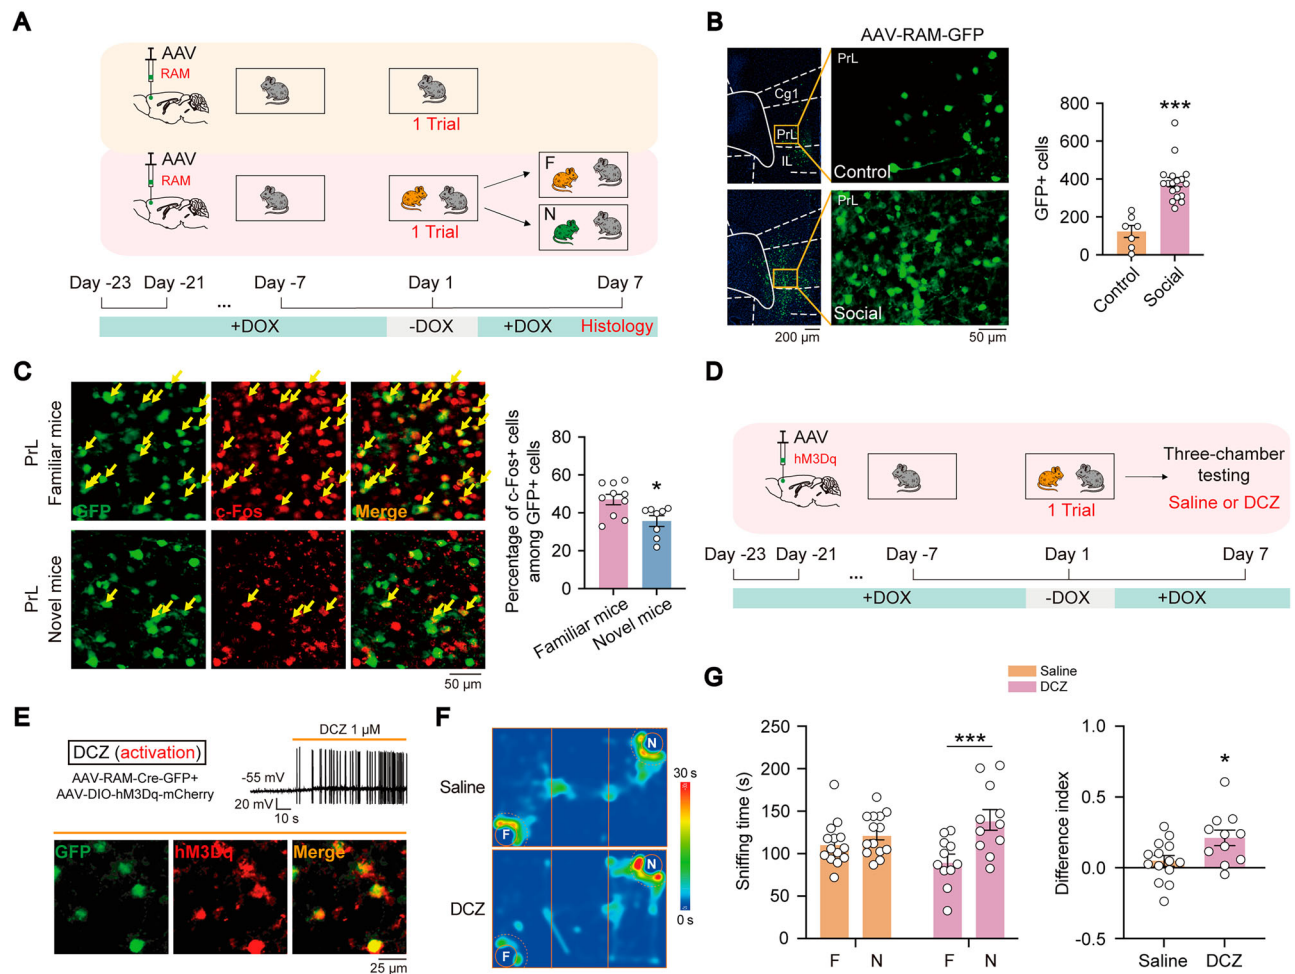 A
AAV
RAM
1 Trial
AAV
RAM
1 Trial
F
N
Day -23
Day -21
...
Day -7
Day 1
Day 7
+DOX
-DOX
+DOX
Histology
B
AAV-RAM-GFP
Cg1
PrL
IL
PrL
Control
PrL
Social
200 µm
50 µm
GFP+ cells
800
600
400
200
0
***
Control
Social
C
PrL
Familiar mice
GFP
c-Fos
Merge
PrL
Novel mice
50 µm
Percentage of c-Fos+ cells
among GFP+ cells
80
60
40
20
0
*
Familiar mice
Novel mice
D
AAV
hM3Dq
1 Trial
Three-chamber
testing
Saline or DCZ
Day -23
Day -21
...
Day -7
Day 1
Day 7
+DOX
-DOX
+DOX
E
DCZ (activation)
AAV-RAM-Cre-GFP+
AAV-DIO-hM3Dq-mCherry
DCZ 1 µM
-55 mV
20 mV
10 s
GFP
hM3Dq
Merge
25 µm
F
Saline
N
F
DCZ
N
F
30 s
0 s
G
Saline
DCZ
Sniffing time (s)
250
200
150
100
50
0
***
F
N
F
N
Difference index
1.0
0.5
0.0
-0.5
*
Saline
DCZ